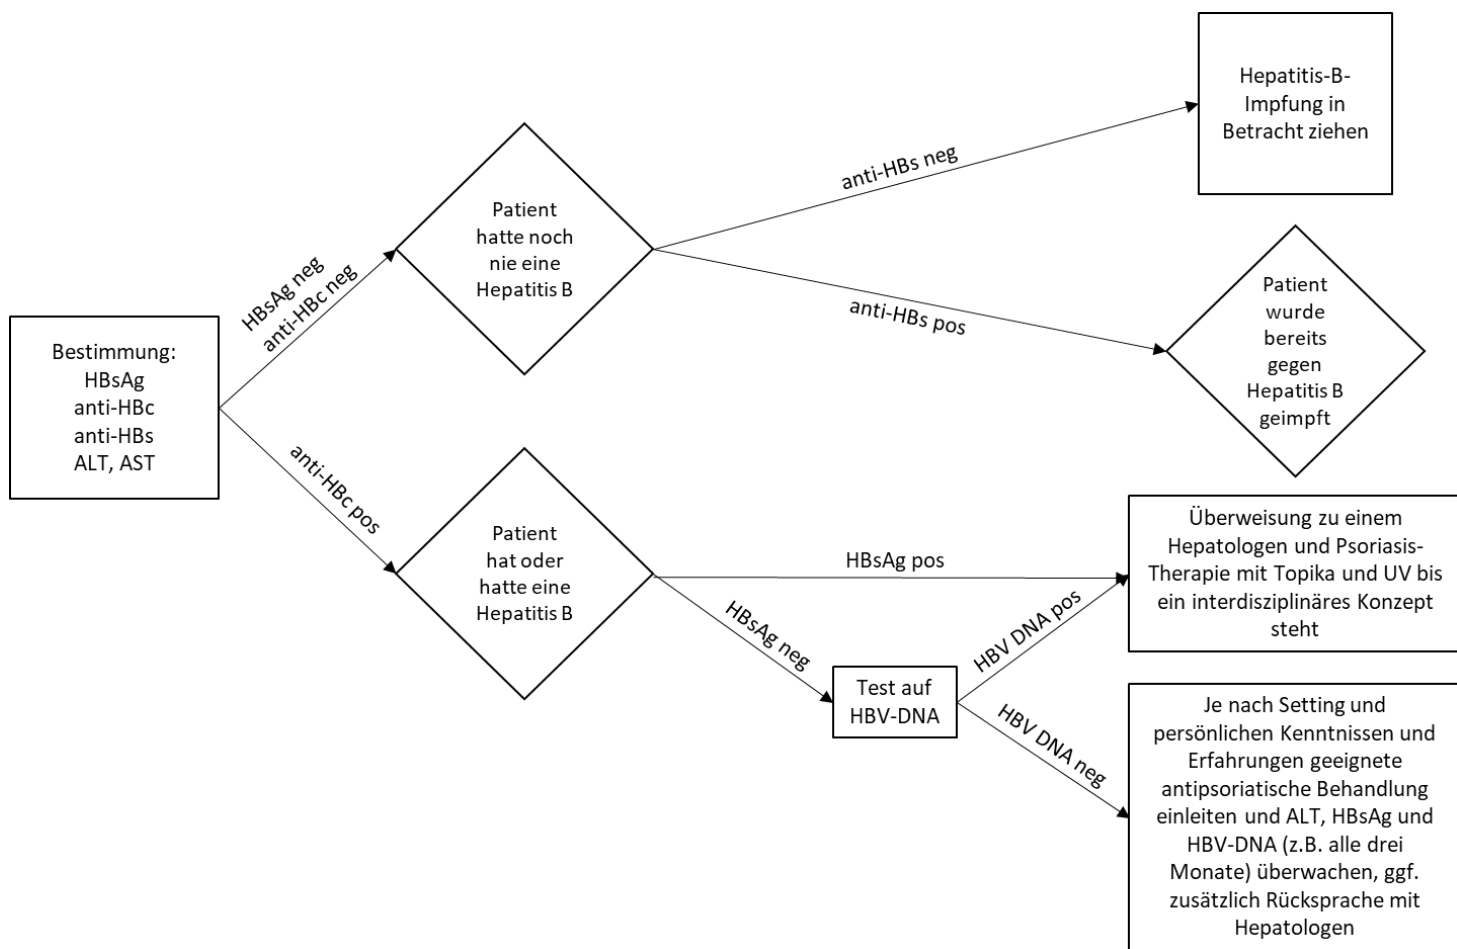 Bestimmung:
HBsAg
anti-HBc
anti-HBs
ALT, AST
HBsAg neg
anti-HBc neg
Patient
hatte noch
nie eine
Hepatitis B
anti-HBs neg
Hepatitis-B-
Impfung in
Betracht ziehen
anti-HBs pos
Patient
wurde
bereits
gegen
Hepatitis B
geimpft
anti-HBc pos
Patient
hat oder
hatte eine
Hepatitis B
HBsAg pos
Überweisung zu einem
Hepatologen und Psoriasis-
Therapie mit Topika und UV bis
ein interdisziplinäres Konzept
steht
HBsAg neg
Test auf
HBV-DNA
HBV DNA pos
HBV DNA neg
Je nach Setting und
persönlichen Kenntnissen und
Erfahrungen geeignete
antipsoriatische Behandlung
einleiten und ALT, HBsAg und
HBV-DNA (z.B. alle drei
Monate) überwachen, ggf.
zusätzlich Rücksprache mit
Hepatologen